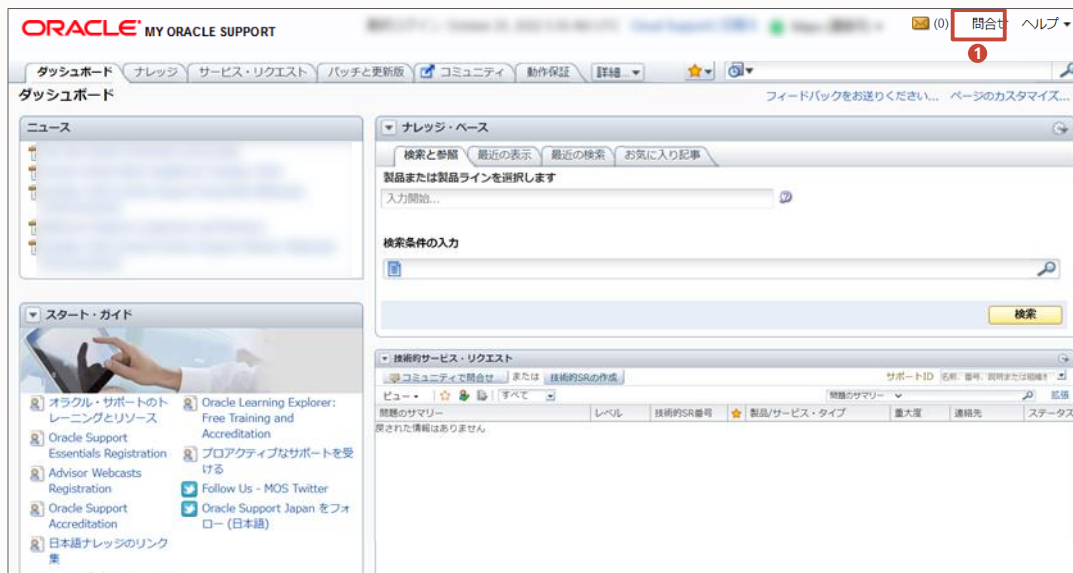 ORACLE MY ORACLE SUPPORT
(0) 問合せ ヘルプ
1
ダッシュボード ナレッジ サービス・リクエスト パッチと更新版 コミュニティ 動作保証 詳細...
ダッシュボード
フィードバックをお送りください... ページのカスタマイズ...
ニュース
スタート・ガイド
オラクル・サポートのト
レーニングとリソース
Oracle Support
Essentials Registration
Advisor Webcasts
Registration
Oracle Support
Accreditation
日本語ナレッジのリンク
集
Oracle Learning Explorer:
Free Training and
Accreditation
プロアクティブなサポートを受
ける
Follow Us - MOS Twitter
Oracle Support Japan をフォ
ロー (日本語)
ナレッジ・ベース
検索と参照 最近の表示 最近の検索 お気に入り記事
製品または製品ラインを選択します
入力開始...
検索条件の入力
検索
技術的サービス・リクエスト
コミュニティで問合せ... または 技術的SRの作成
サポートID 名前、番号、説明または組織
ビュー すべて
問題のサマリー 拡張
問題のサマリー レベル 技術的SR番号 製品/サービス・タイプ 重大度 連絡先 ステータス
戻された情報はありません